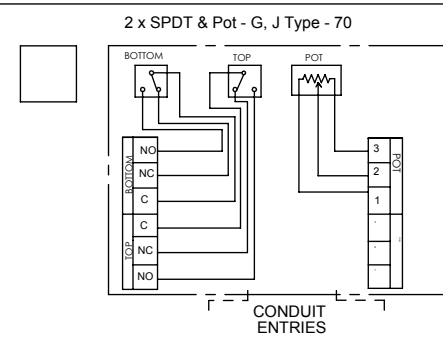 2 x SPDT & Pot - G, J Type - 70
BOTTOM
TOP
POT
BOTTOM
NO
NC
C
TOP
C
NC
NO
3
2
1
POT
CONDUIT
ENTRIES